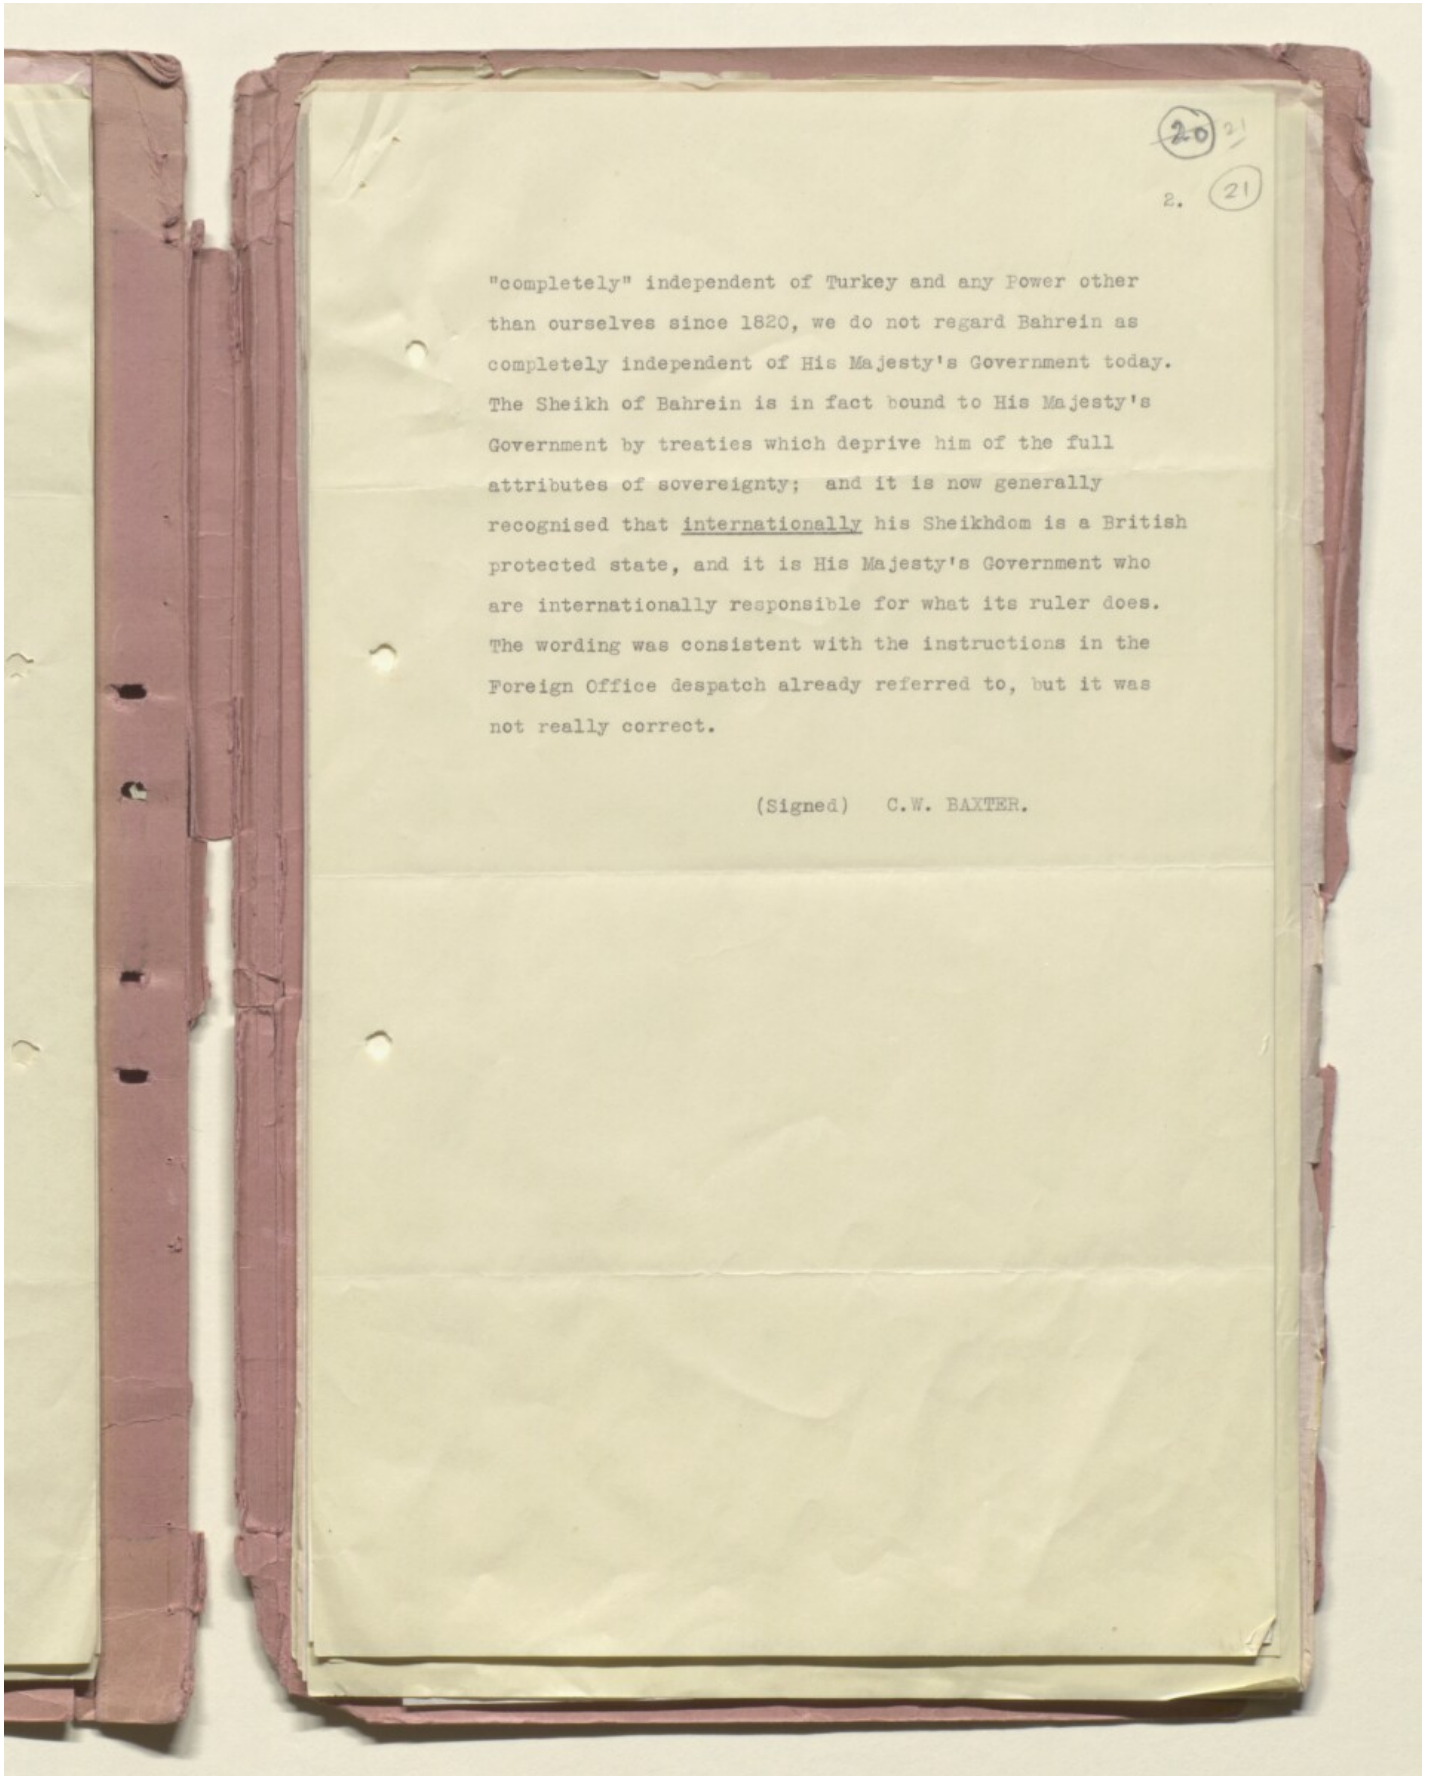 20 21
2. 21
"completely" independent of Turkey and any Power other
than ourselves since 1820, we do not regard Bahrein as
completely independent of His Majesty's Government today.
The Sheikh of Bahrein is in fact bound to His Majesty's
Government by treaties which deprive him of the full
attributes of sovereignty; and it is now generally
recognised that internationally his Sheikhdom is a British
protected state, and it is His Majesty's Government who
are internationally responsible for what its ruler does.
The wording was consistent with the instructions in the
Foreign Office despatch already referred to, but it was
not really correct.
(Signed) C.W. BAXTER.